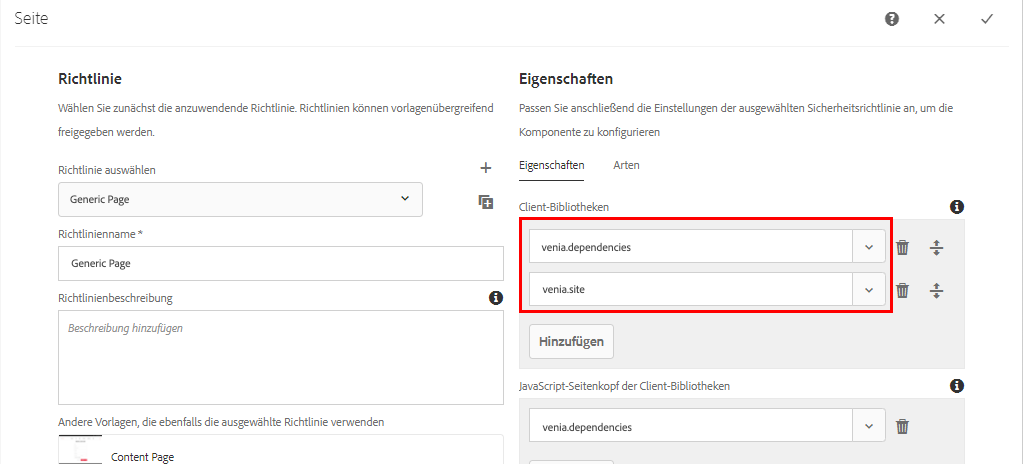 Seite
Richtlinie
Wählen Sie zunächst die anzuwendende Richtlinie. Richtlinien können vorlagenübergreifend
freigegeben werden.
Richtlinie auswählen
Generic Page
Richtlinienname *
Generic Page
Richtlinienbeschreibung
Beschreibung hinzufügen
Andere Vorlagen, die ebenfalls die ausgewählte Richtlinie verwenden
Content Page
Eigenschaften
Passen Sie anschließend die Einstellungen der ausgewählten Sicherheitsrichtlinie an, um die
Komponente zu konfigurieren
Eigenschaften Arten
Client-Bibliotheken
venia.dependencies
venia.site
Hinzufügen
JavaScript-Seitenkopf der Client-Bibliotheken
venia.dependencies